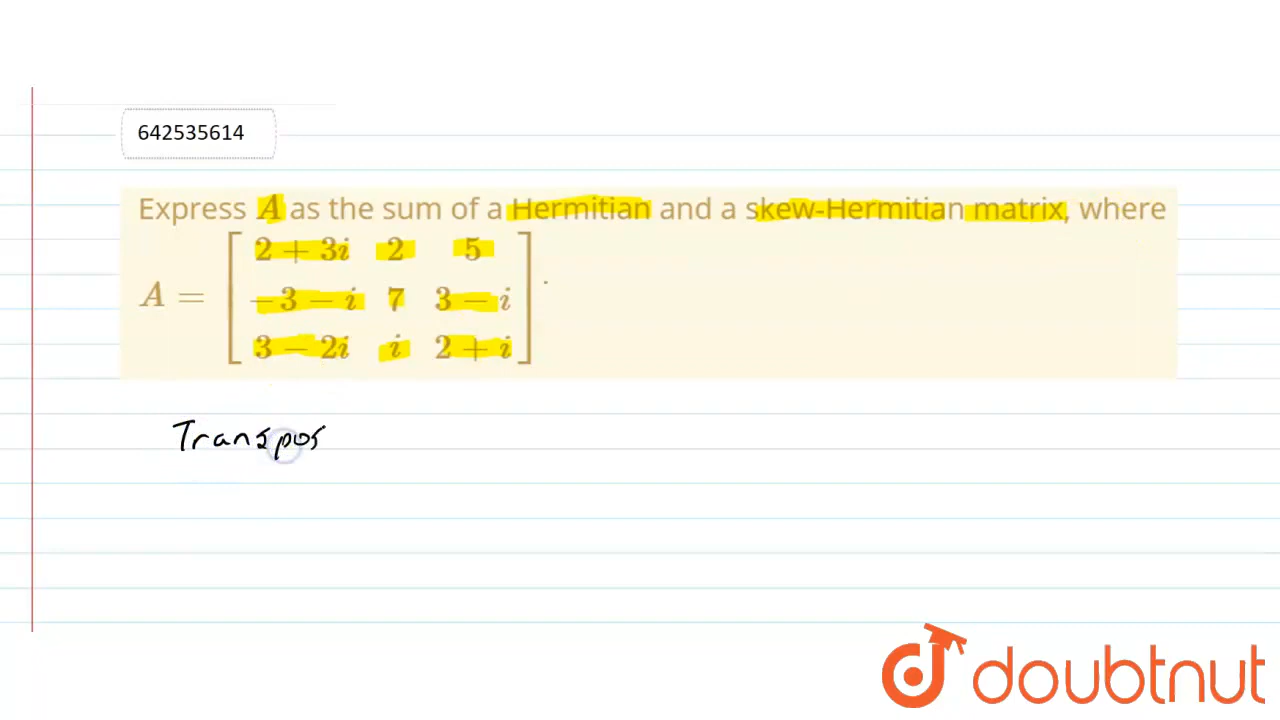 642535614
Express A as the sum of a Hermitian and a skew-Hermitian matrix, where
A = [ 2 + 3i 2 5
-3 - i 7 3 - i
3 - 2i i 2 + i ] .
Transpos
doubtnut